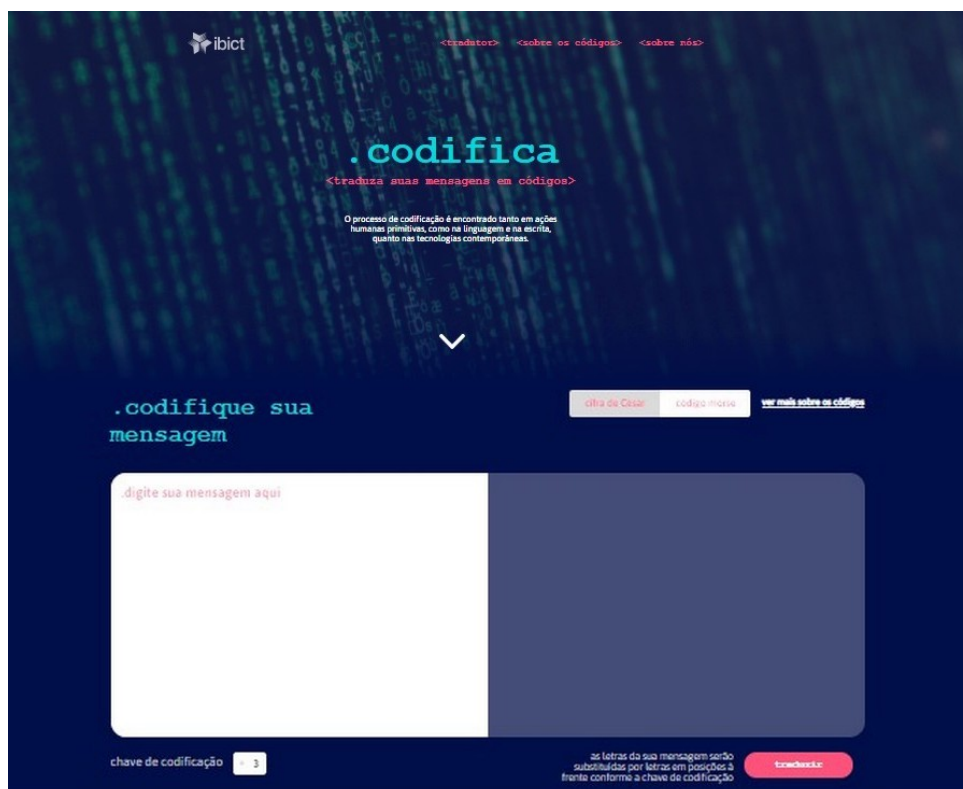 ibict
<tradutor> <sobre os códigos> <sobre nós>
.codifica
<traduza suas mensagens em códigos>
O processo de codificação é encontrado tanto em ações
humanas primitivas, como na linguagem e na escrita,
quanto nas tecnologias contemporâneas.
.codifique sua
mensagem
cifra de Cesar código morse ver mais sobre os códigos
.digite sua mensagem aqui
chave de codificação 3
as letras da sua mensagem serão
substituídas por letras em posições à
frente conforme a chave de codificação
traduzir